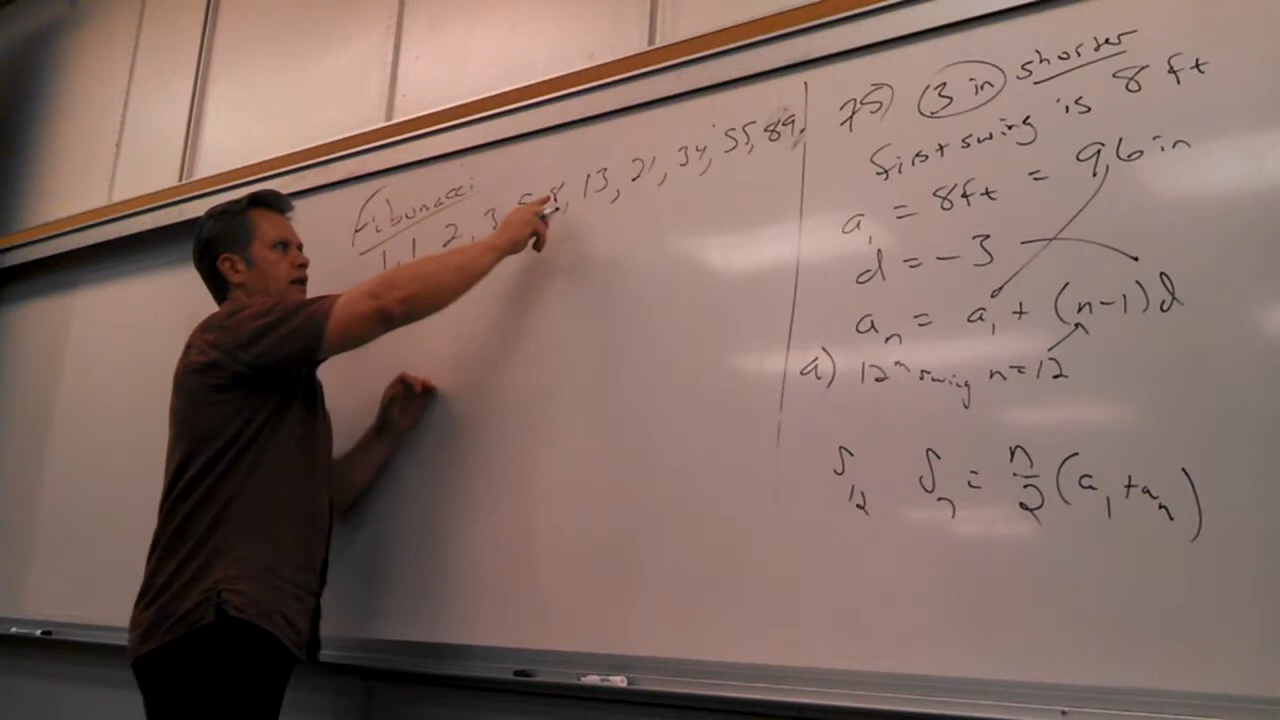 Fibonacci
1, 1, 2, 3, 5, 8, 13, 21, 34, 55, 89,
75) 3 in shorter
first swing is 8 ft
a₁ = 8ft = 96 in
d = -3
aₙ = a₁ + (n-1)d
a) 12ᵗʰ swing n=12
S₁₂ Sₙ = n/2 (a₁ + aₙ)